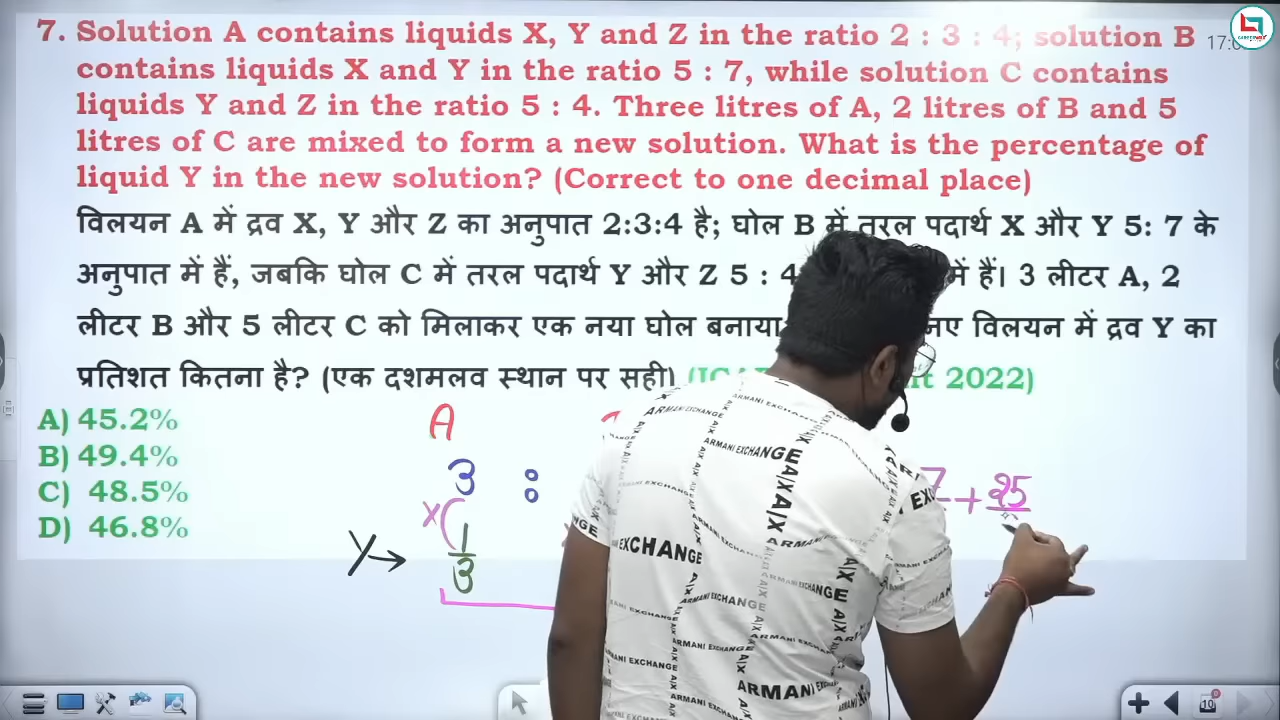 7. Solution A contains liquids X, Y and Z in the ratio 2 : 3 : 4; solution B
contains liquids X and Y in the ratio 5 : 7, while solution C contains
liquids Y and Z in the ratio 5 : 4. Three litres of A, 2 litres of B and 5
litres of C are mixed to form a new solution. What is the percentage of
liquid Y in the new solution? (Correct to one decimal place)
विलयन A में द्रव X, Y और Z का अनुपात 2:3:4 है; घोल B में तरल पदार्थ X और Y 5: 7 के
अनुपात में हैं, जबकि घोल C में तरल पदार्थ Y और Z 5 : 4 में हैं। 3 लीटर A, 2
लीटर B और 5 लीटर C को मिलाकर एक नया घोल बनाया विलयन में द्रव Y का
प्रतिशत कितना है? (एक दशमलव स्थान पर सही) 2022)
A) 45.2%
B) 49.4%
C) 48.5%
D) 46.8%
A
3 :
×
Y→ 1/3
7 + 25
EXCHANGE
ARMANI EXCHANGE
A|X